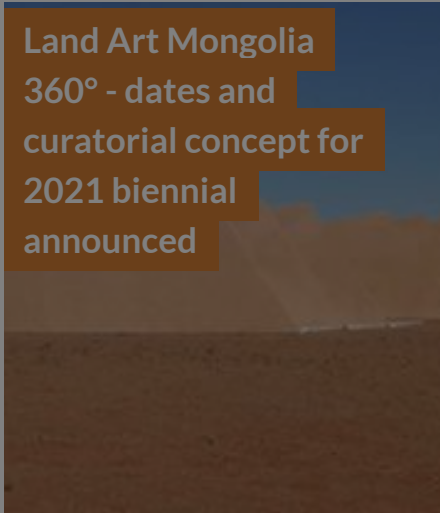 Land Art Mongolia
360° - dates and
curatorial concept for
2021 biennial
announced